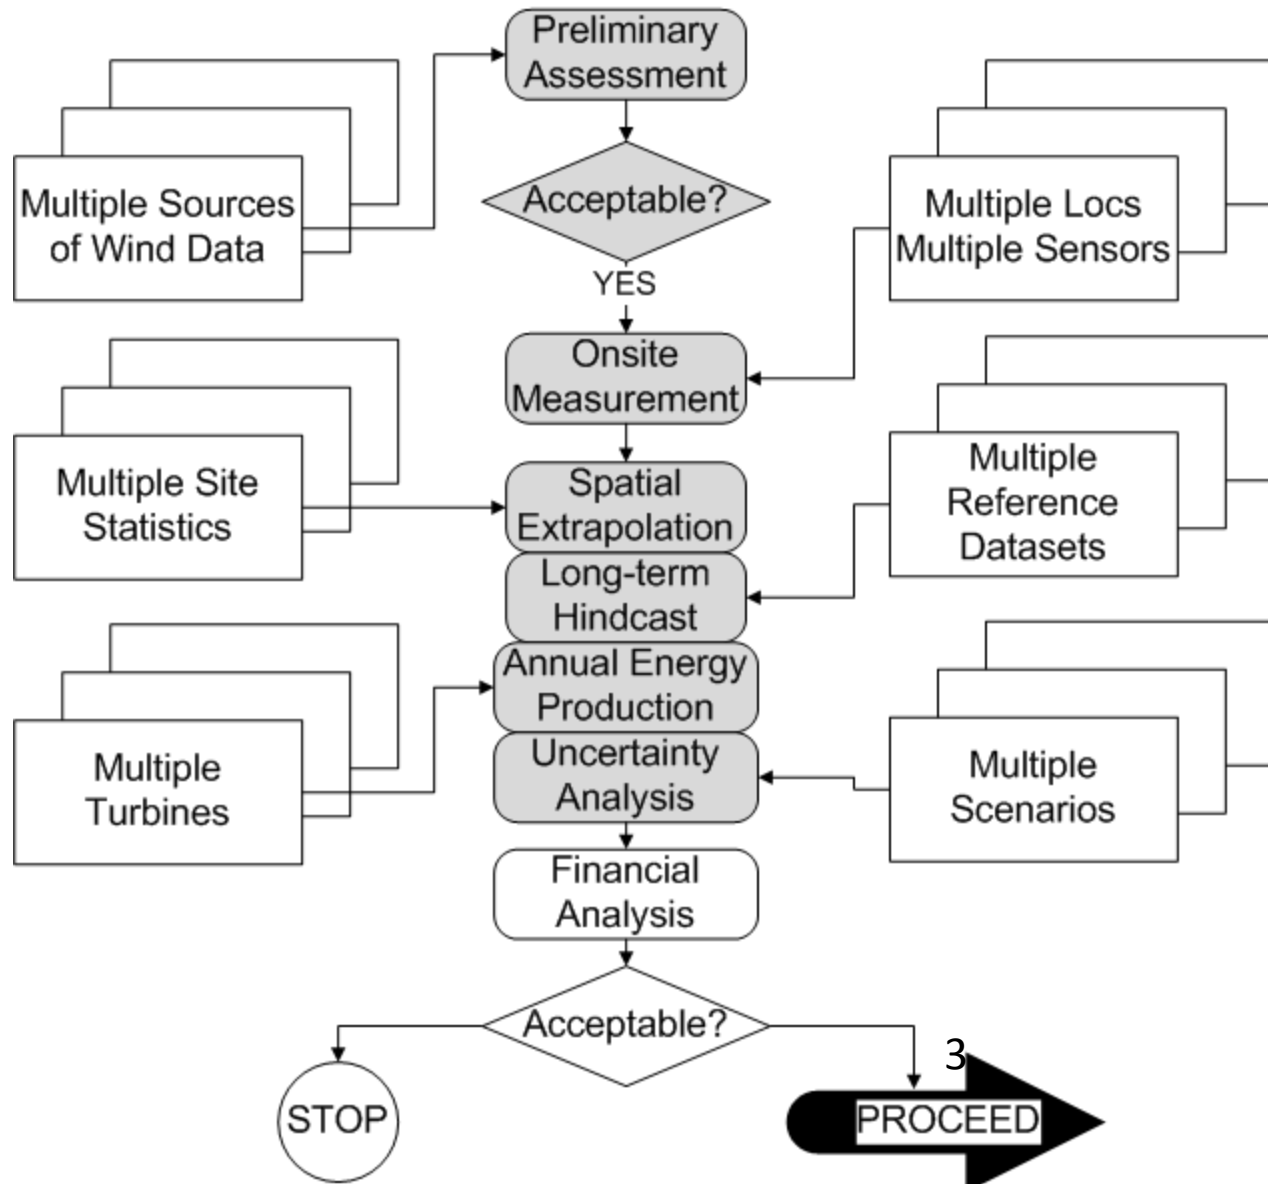 Preliminary
Assessment
Multiple Sources
of Wind Data
Acceptable?
Multiple Locs
Multiple Sensors
YES
Onsite
Measurement
Multiple Site
Statistics
Spatial
Extrapolation
Multiple
Reference
Datasets
Long-term
Hindcast
Annual Energy
Production
Multiple
Turbines
Uncertainty
Analysis
Multiple
Scenarios
Financial
Analysis
Acceptable?
3
STOP
PROCEED